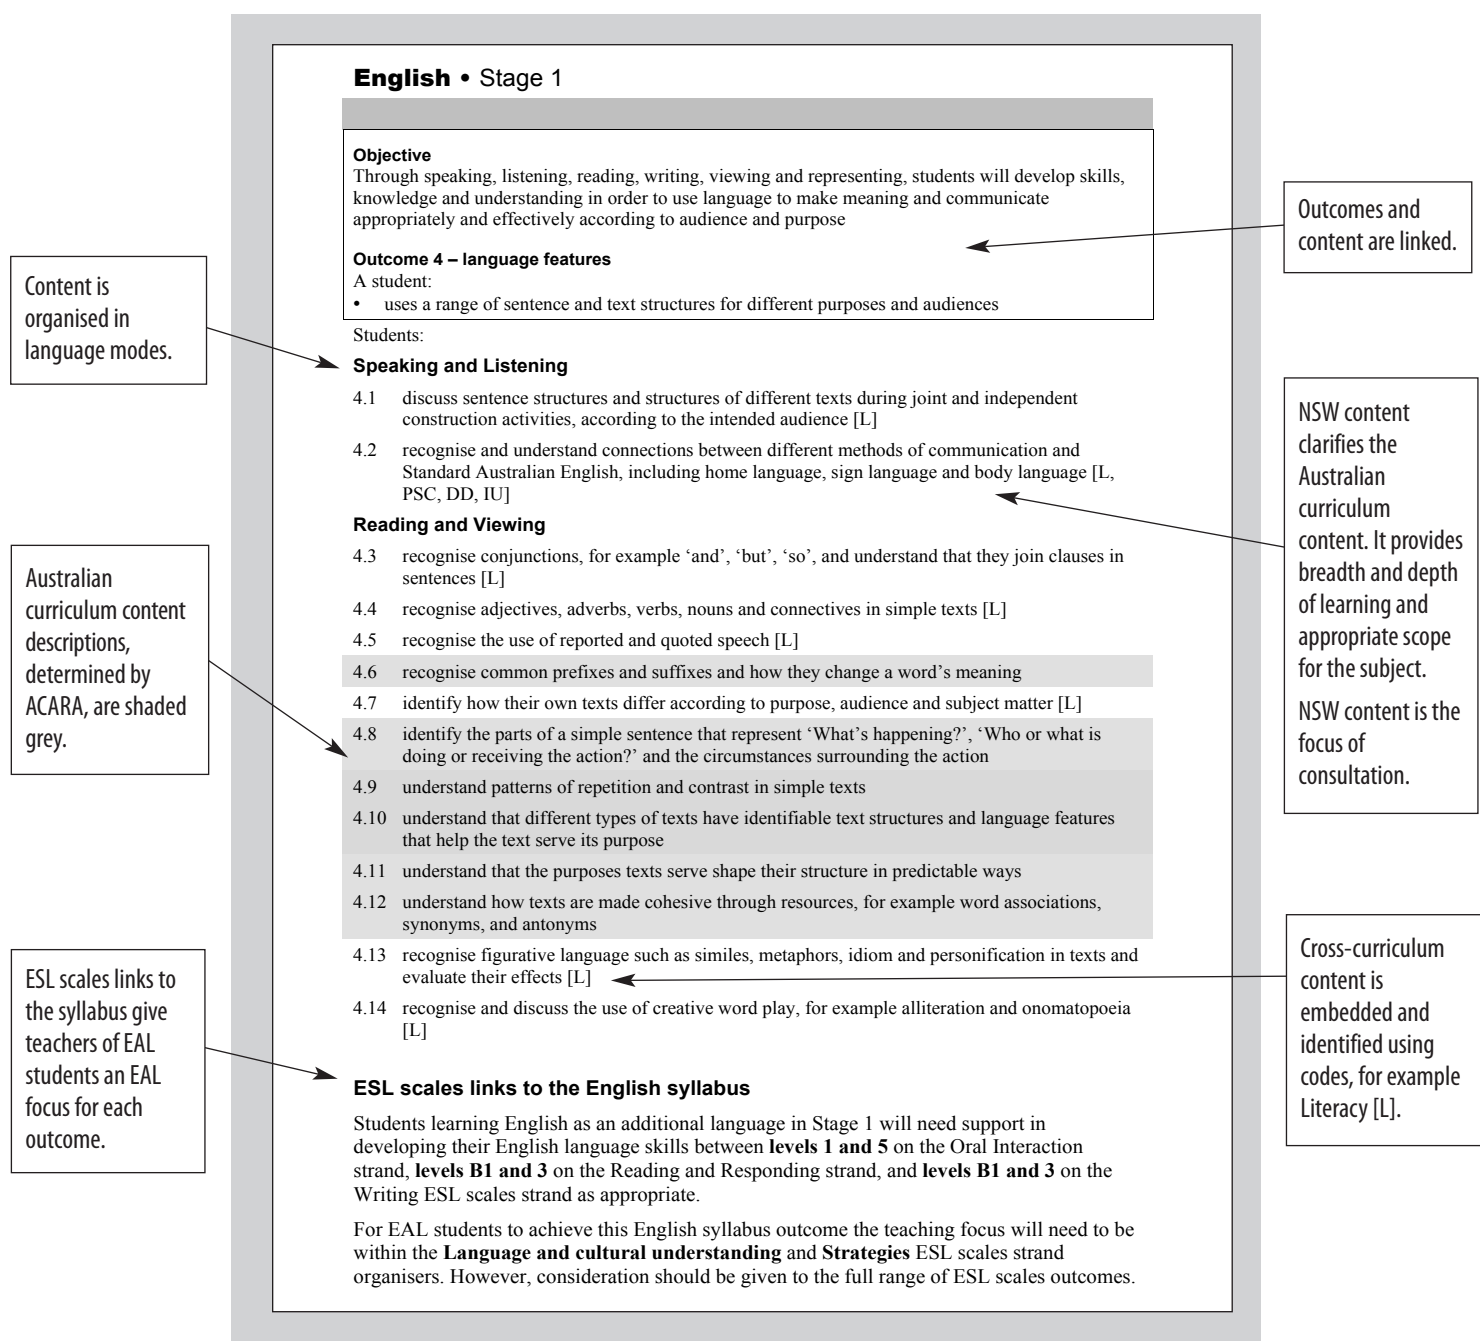 English • Stage 1
Objective
Through speaking, listening, reading, writing, viewing and representing, students will develop skills,
knowledge and understanding in order to use language to make meaning and communicate
appropriately and effectively according to audience and purpose
Outcome 4 – language features
A student:
• uses a range of sentence and text structures for different purposes and audiences
Students:
Speaking and Listening
4.1 discuss sentence structures and structures of different texts during joint and independent
construction activities, according to the intended audience [L]
4.2 recognise and understand connections between different methods of communication and
Standard Australian English, including home language, sign language and body language [L,
PSC, DD, IU]
Reading and Viewing
4.3 recognise conjunctions, for example ‘and’, ‘but’, ‘so’, and understand that they join clauses in
sentences [L]
4.4 recognise adjectives, adverbs, verbs, nouns and connectives in simple texts [L]
4.5 recognise the use of reported and quoted speech [L]
4.6 recognise common prefixes and suffixes and how they change a word’s meaning
4.7 identify how their own texts differ according to purpose, audience and subject matter [L]
4.8 identify the parts of a simple sentence that represent ‘What’s happening?’, ‘Who or what is
doing or receiving the action?’ and the circumstances surrounding the action
4.9 understand patterns of repetition and contrast in simple texts
4.10 understand that different types of texts have identifiable text structures and language features
that help the text serve its purpose
4.11 understand that the purposes texts serve shape their structure in predictable ways
4.12 understand how texts are made cohesive through resources, for example word associations,
synonyms, and antonyms
4.13 recognise figurative language such as similes, metaphors, idiom and personification in texts and
evaluate their effects [L]
4.14 recognise and discuss the use of creative word play, for example alliteration and onomatopoeia
[L]
ESL scales links to the English syllabus
Students learning English as an additional language in Stage 1 will need support in
developing their English language skills between levels 1 and 5 on the Oral Interaction
strand, levels B1 and 3 on the Reading and Responding strand, and levels B1 and 3 on the
Writing ESL scales strand as appropriate.
For EAL students to achieve this English syllabus outcome the teaching focus will need to be
within the Language and cultural understanding and Strategies ESL scales strand
organisers. However, consideration should be given to the full range of ESL scales outcomes.
Content is
organised in
language modes.
Australian
curriculum content
descriptions,
determined by
ACARA, are shaded
grey.
ESL scales links to
the syllabus give
teachers of EAL
students an EAL
focus for each
outcome.
Outcomes and
content are linked.
NSW content
clarifies the
Australian
curriculum
content. It provides
breadth and depth
of learning and
appropriate scope
for the subject.
NSW content is the
focus of
consultation.
Cross-curriculum
content is
embedded and
identified using
codes, for example
Literacy [L].